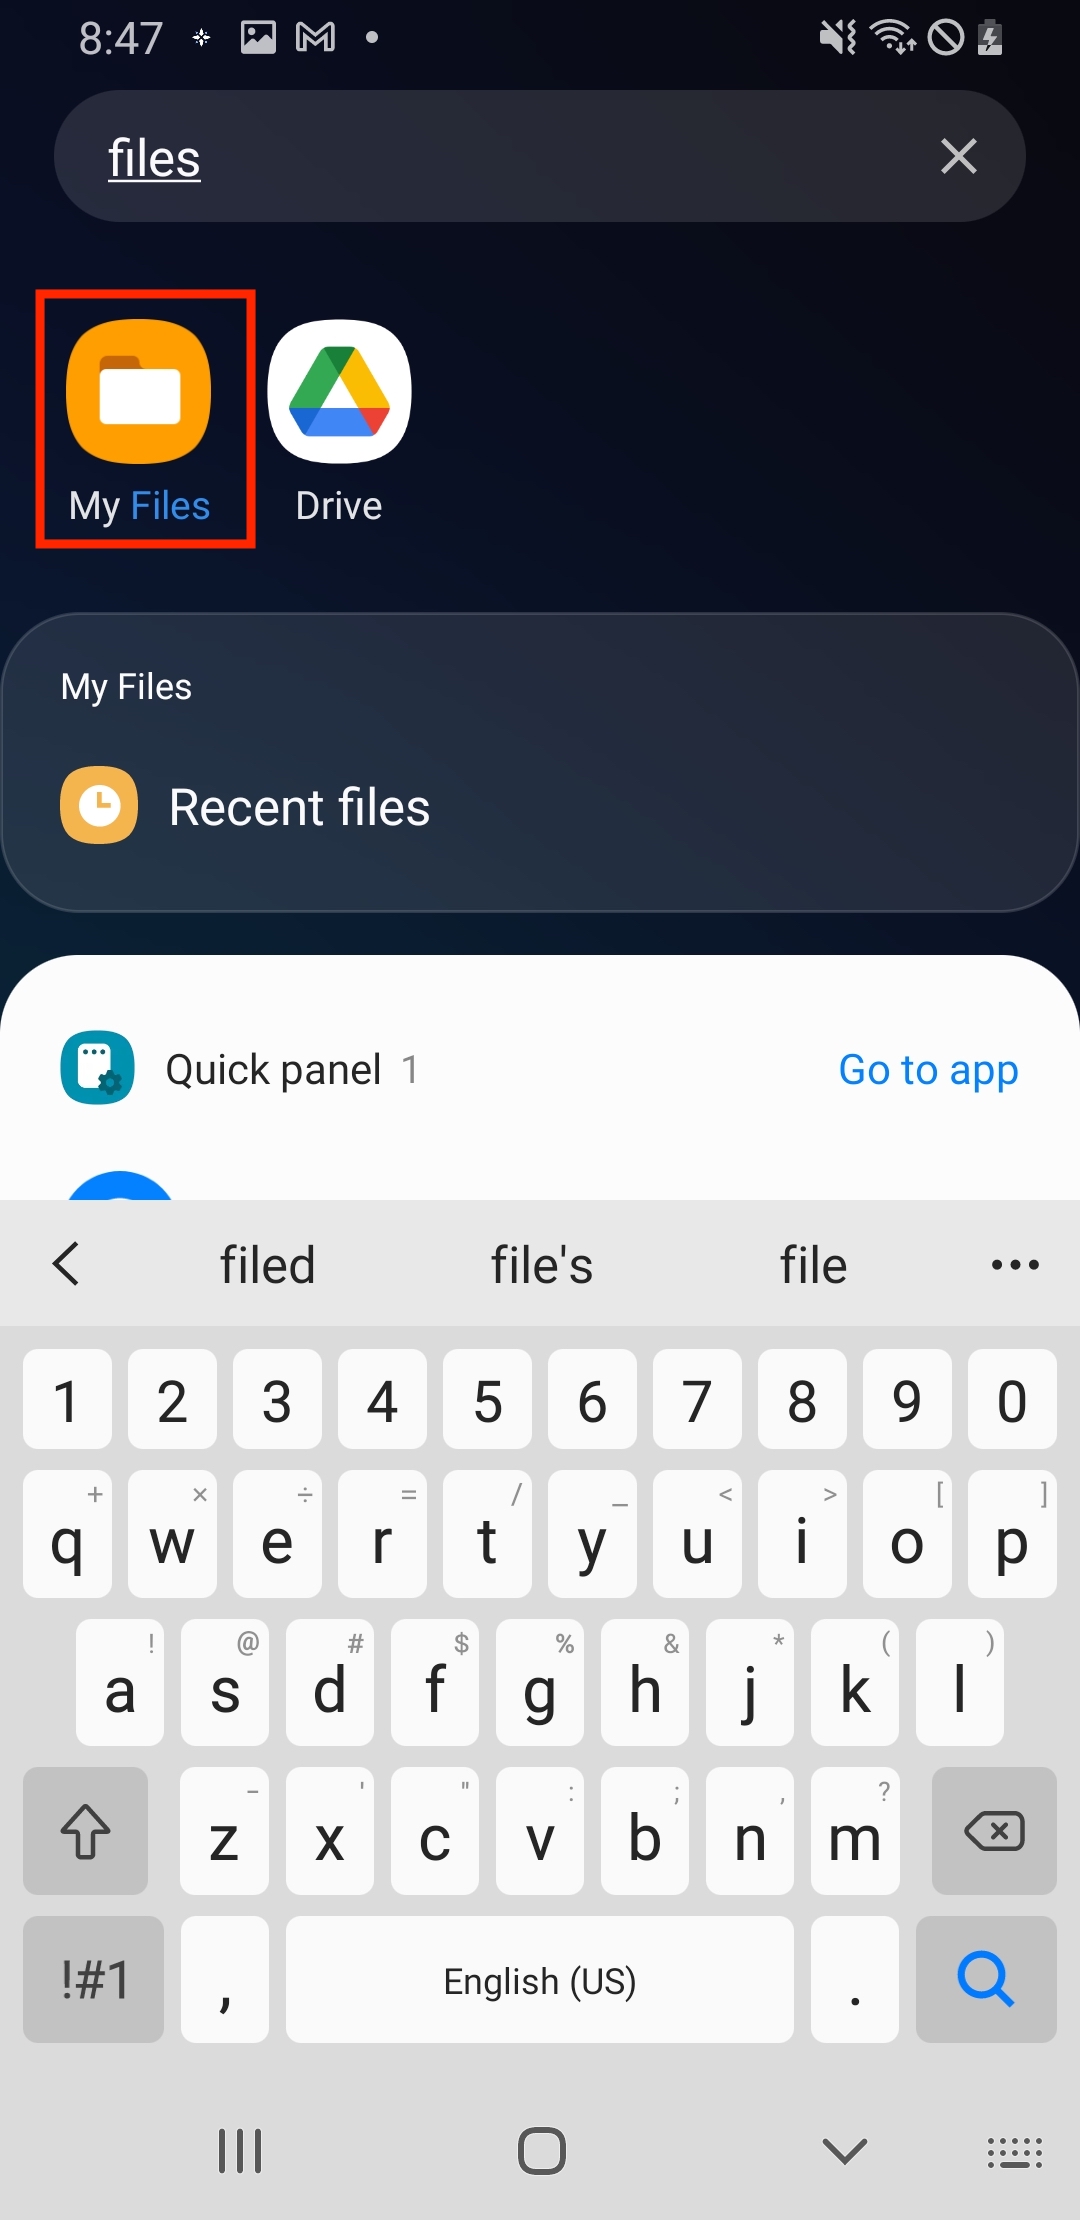 8:47
files
My Files
Drive
My Files
Recent files
Quick panel 1
Go to app
filed
file's
file
1 2 3 4 5 6 7 8 9 0
+ × ÷ = / _ < > [ ]
q w e r t y u i o p
! @ # $ % & * ( )
a s d f g h j k l
- ' " : ; , ?
z x c v b n m
!#1 , English (US) .